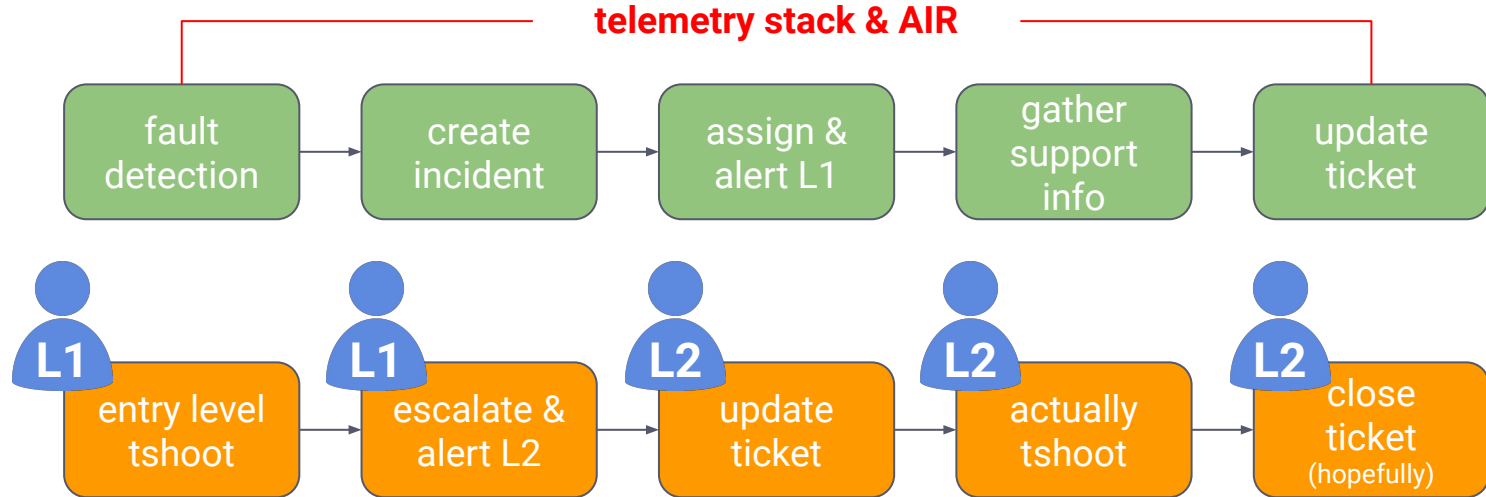 telemetry stack & AIR
fault
detection
create
incident
assign &
alert L1
gather
support
info
update
ticket
L1
entry level
tshoot
L1
escalate &
alert L2
L2
update
ticket
L2
actually
tshoot
L2
close
ticket
(hopefully)